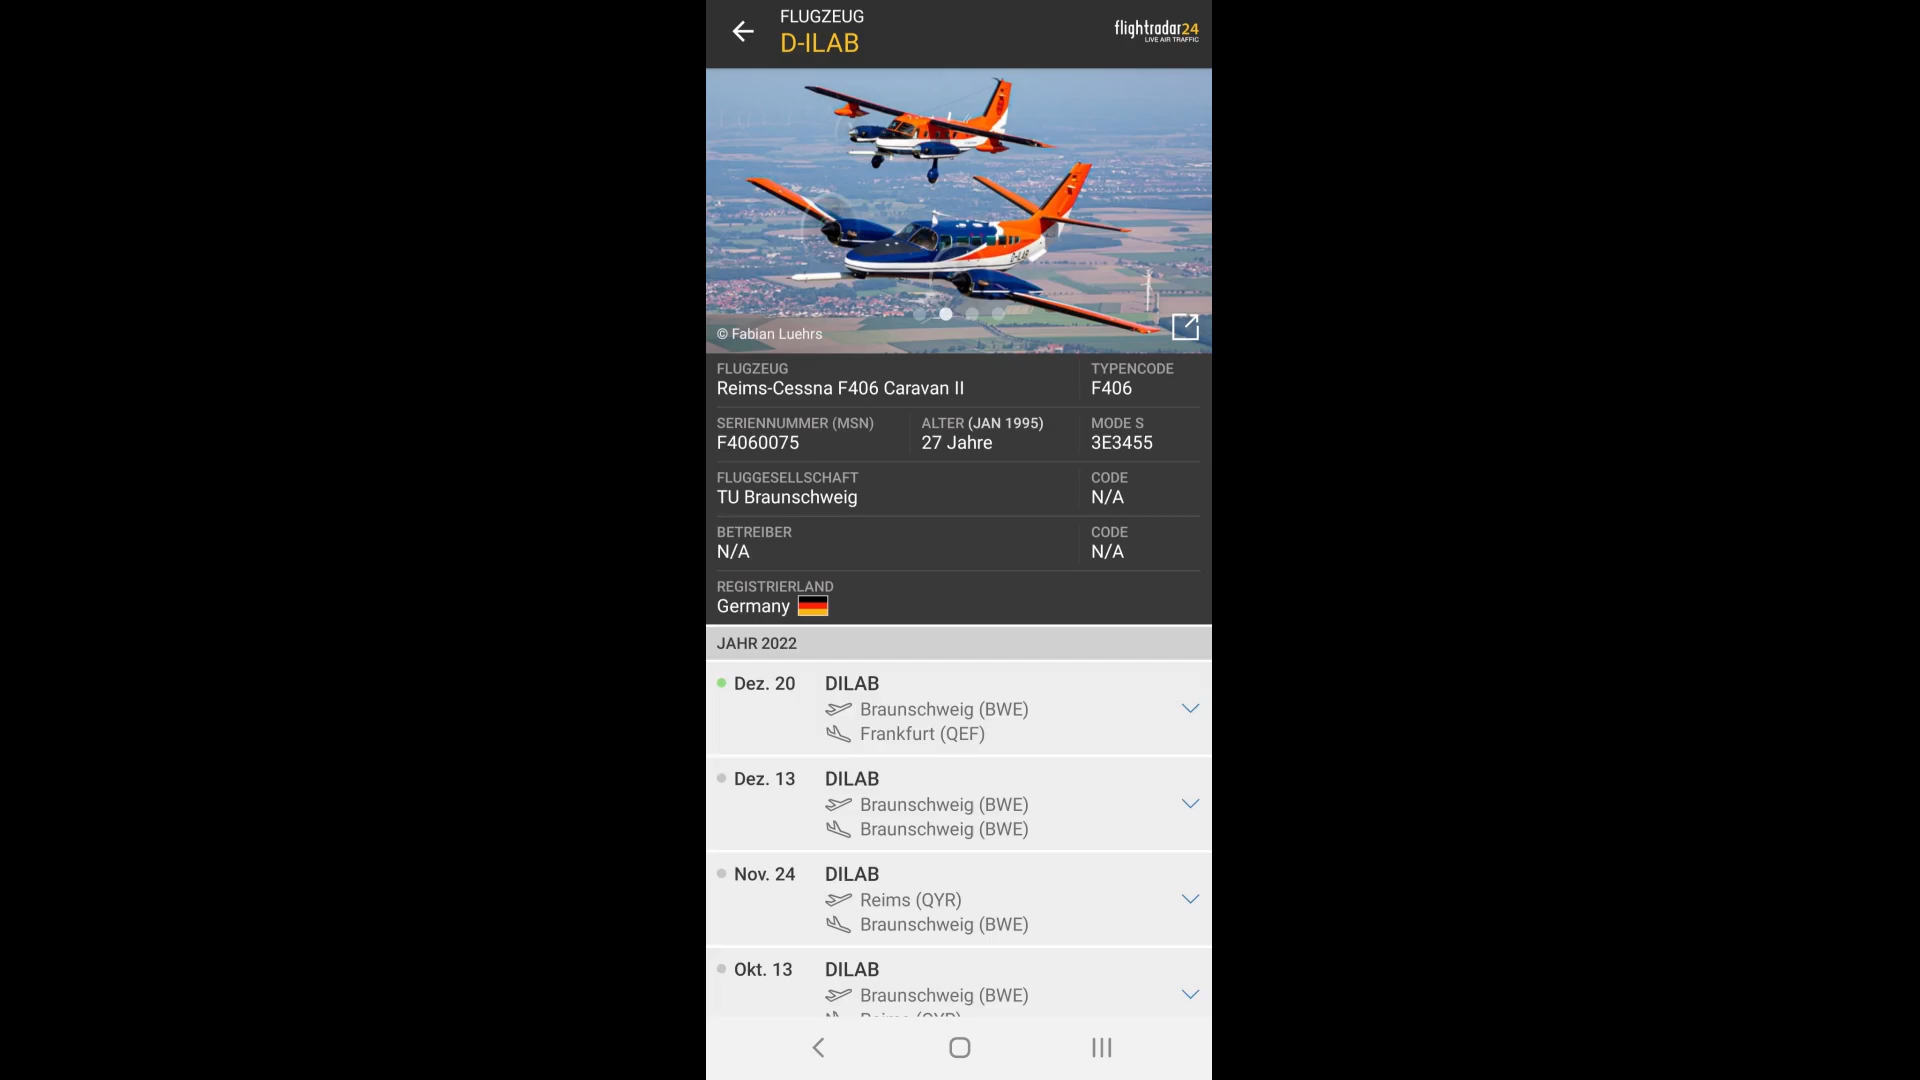 FLUGZEUG
D-ILAB
flightradar24
LIVE AIR TRAFFIC
D-ILAB
© Fabian Luehrs
FLUGZEUG
Reims-Cessna F406 Caravan II
TYPENCODE
F406
SERIENNUMMER (MSN)
F4060075
ALTER (JAN 1995)
27 Jahre
MODE S
3E3455
FLUGGESELLSCHAFT
TU Braunschweig
CODE
N/A
BETREIBER
N/A
CODE
N/A
REGISTRIERLAND
Germany
JAHR 2022
Dez. 20
DILAB
Braunschweig (BWE)
Frankfurt (QEF)
Dez. 13
DILAB
Braunschweig (BWE)
Braunschweig (BWE)
Nov. 24
DILAB
Reims (QYR)
Braunschweig (BWE)
Okt. 13
DILAB
Braunschweig (BWE)
Reims (QYR)